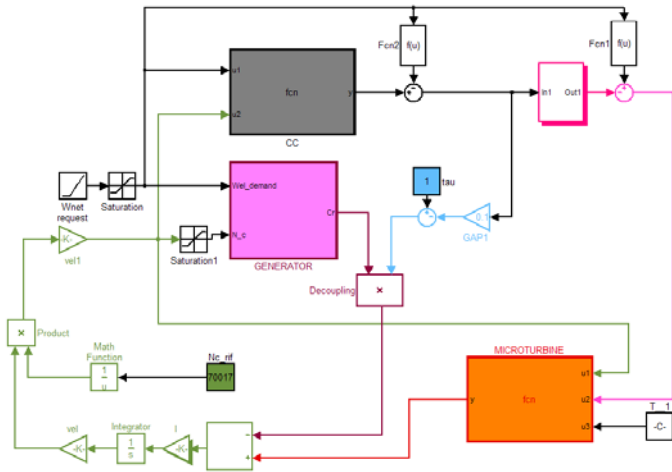 Fcn2
f(u)
Fcn1
f(u)
u1
fcn
y
u2
CC
In1
Out1
Wnet
request
Saturation
Wel_demand
Cr
N_c
GENERATOR
1
tau
0.1
GAP1
-K-
vel1
Saturation1
Decoupling
×
×
Product
Math
Function
1
u
Nc_rif
70017
MICROTURBINE
y
fcn
u1
u2
u3
-C-
vel
-K-
Integrator
1
s
I
-K-